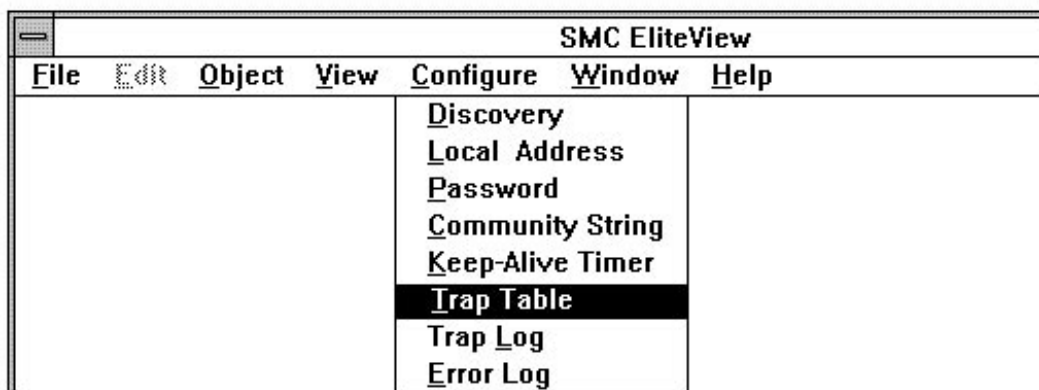 SMC EliteView
File Edit Object View Configure Window Help
Discovery
Local Address
Password
Community String
Keep-Alive Timer
Trap Table
Trap Log
Error Log